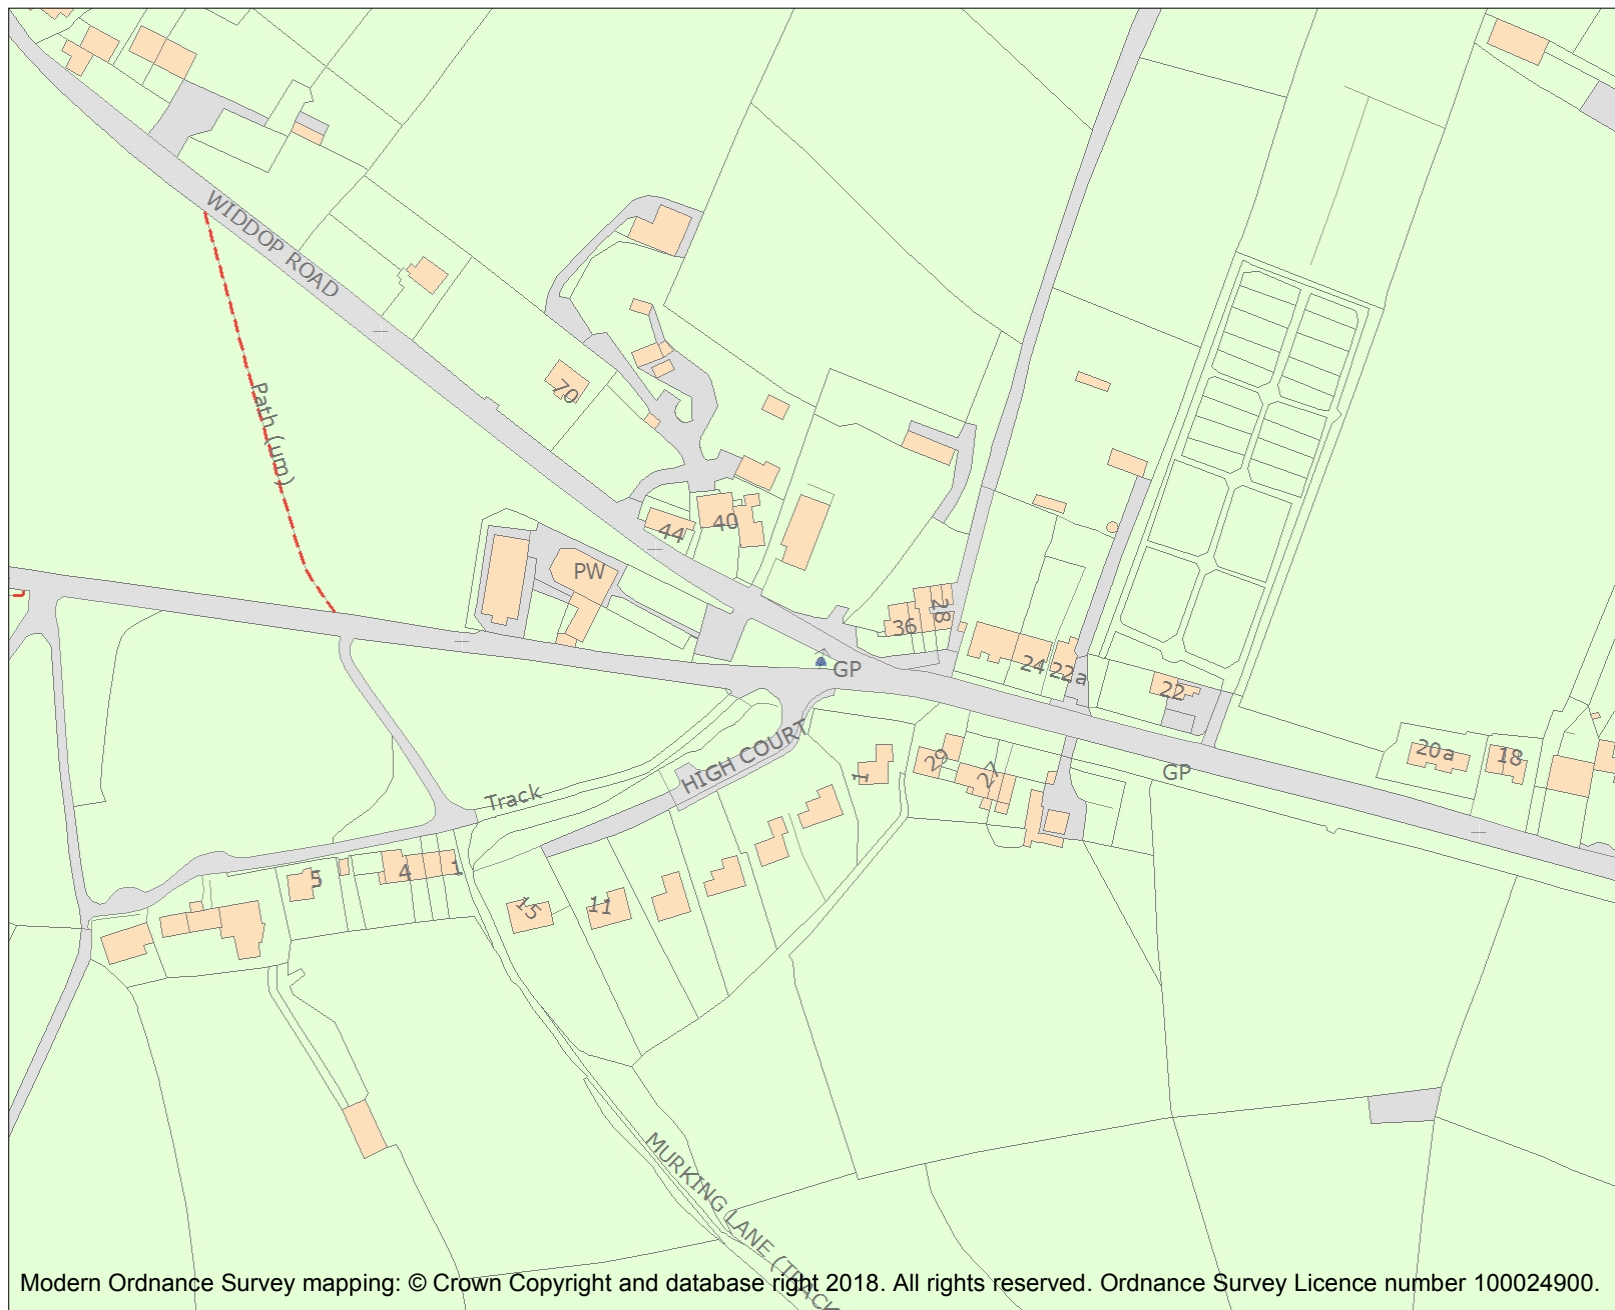 WIDDOP ROAD
Path (um)
70
44
40
PW
36
28
GP
24
22a
22
20a
18
GP
HIGH COURT
Track
1
29
27
5
4
1
15
11
MURKING LANE (TRACK
Modern Ordnance Survey mapping: © Crown Copyright and database right 2018. All rights reserved. Ordnance Survey Licence number 100024900.